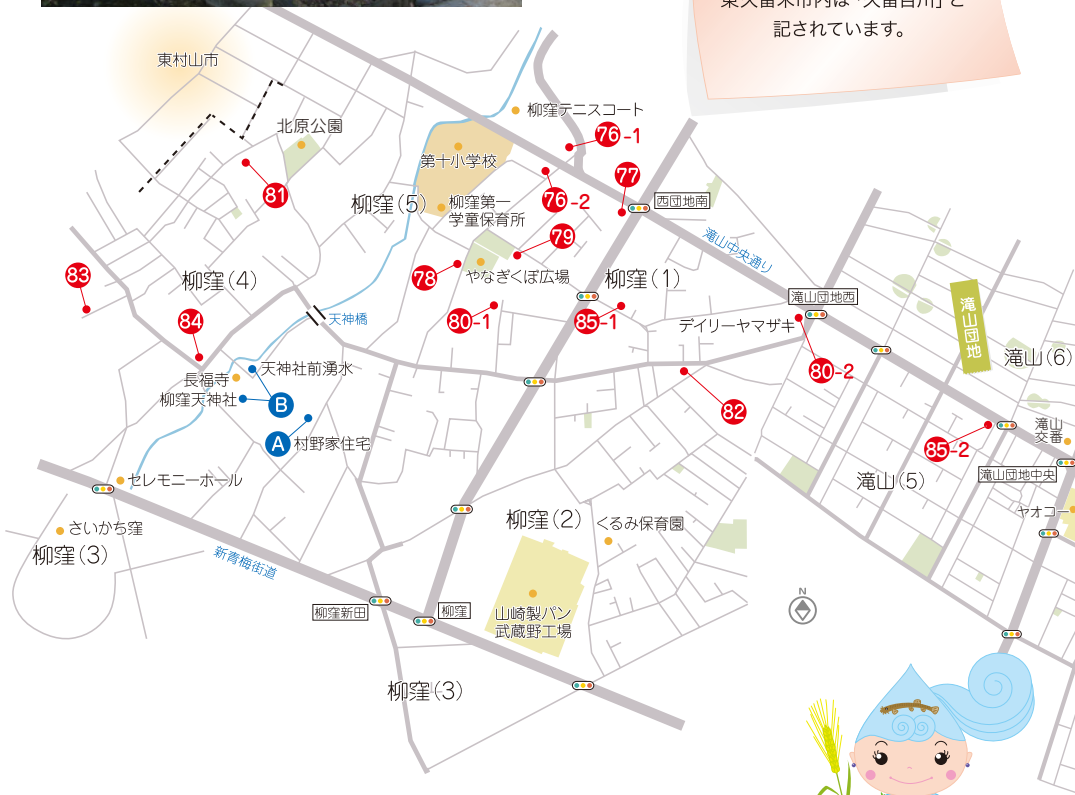 東久留米市内は「久留目川」と
記されています。
東村山市
北原公園
柳窪テニスコート
76-1
第十小学校
77
81
76-2
西団地南
柳窪(5)
柳窪第一
学童保育所
79
滝山中央通り
83
柳窪(4)
78
やなぎくぼ広場
柳窪(1)
滝山団地西
滝山団地
84
天神橋
80-1
85-1
デイリーヤマザキ
滝山(6)
天神社前湧水
長福寺
80-2
柳窪天神社
B
82
滝山
交番
A
村野家住宅
85-2
滝山団地中央
セレモニーホール
滝山(5)
ヤオコー
さいかち窪
柳窪(3)
柳窪(2)
くるみ保育園
新青梅街道
N
柳窪新田
柳窪
山崎製パン
武蔵野工場
柳窪(3)